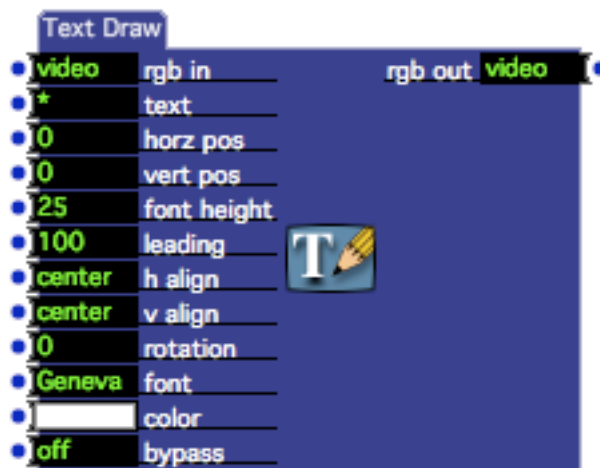 Text Draw
video rgb in rgb out video
* text
0 horz pos
0 vert pos
25 font height
100 leading
center h align
center v align
0 rotation
Geneva font
color
off bypass
T